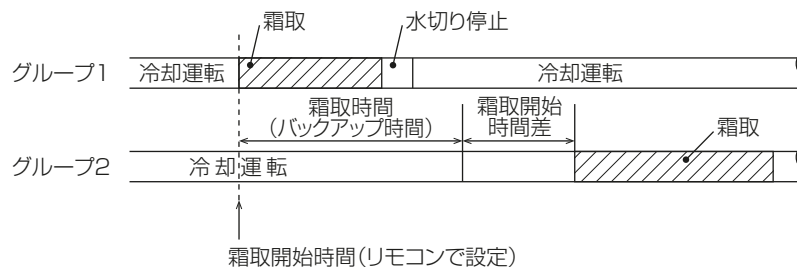 霜取
水切り停止
グループ1
冷却運転
冷却運転
霜取時間
(バックアップ時間)
霜取開始
時間差
霜取
グループ2
冷却運転
霜取開始時間(リモコンで設定)